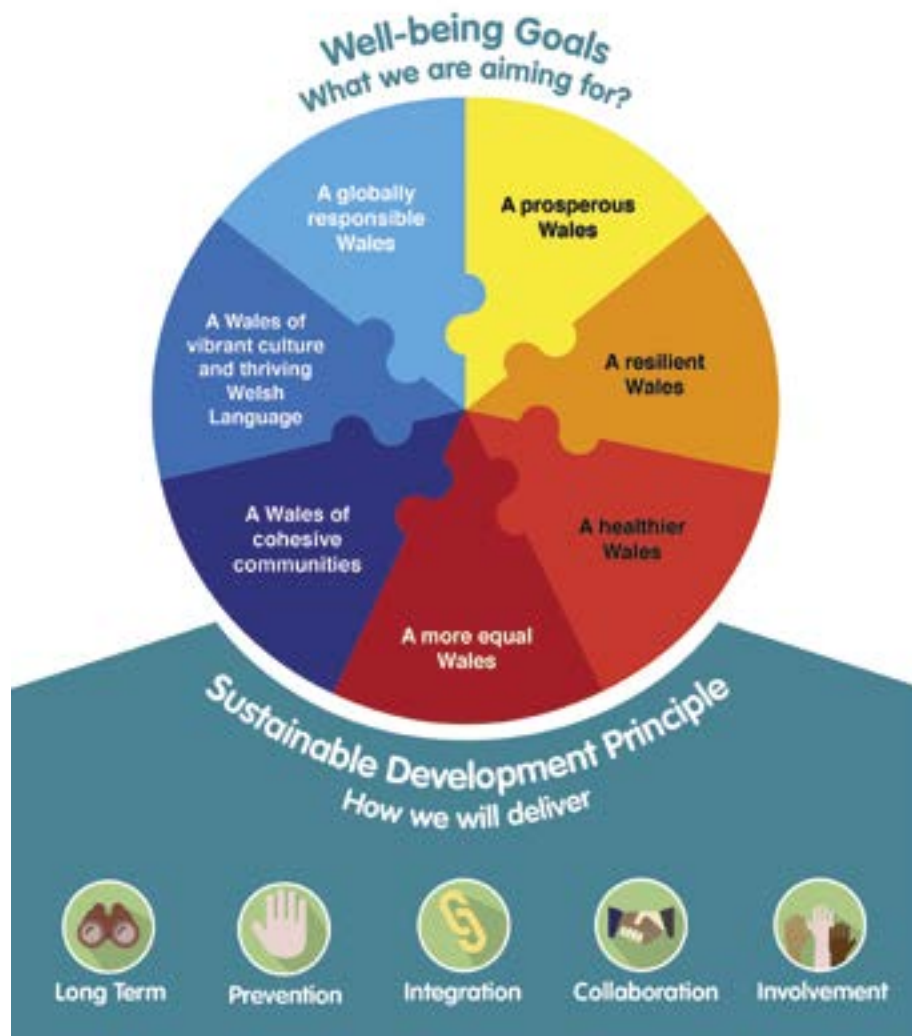 Well-being Goals
What we are aiming for?
A prosperous
Wales
A resilient
Wales
A healthier
Wales
A more equal
Wales
A Wales of
cohesive
communities
A Wales of
vibrant culture
and thriving
Welsh
Language
A globally
responsible
Wales
Sustainable Development Principle
How we will deliver
Long Term
Prevention
Integration
Collaboration
Involvement